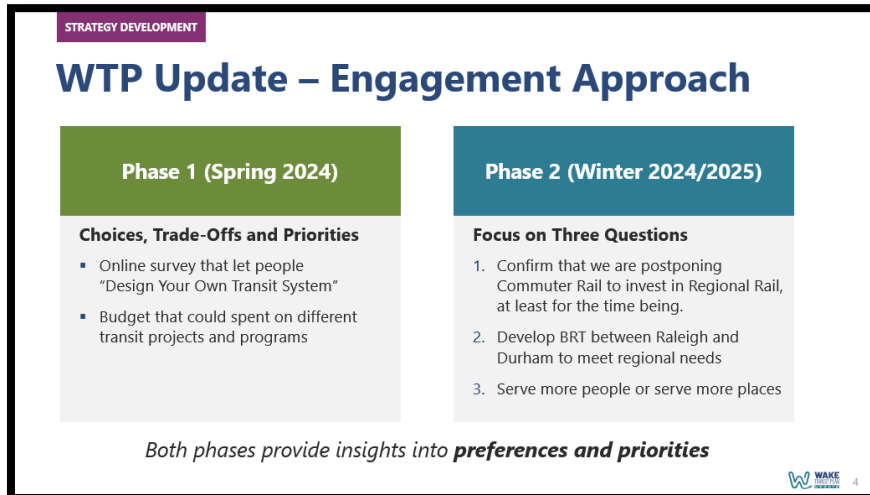 STRATEGY DEVELOPMENT
WTP Update – Engagement Approach
Phase 1 (Spring 2024)
Choices, Trade-Offs and Priorities
▪ Online survey that let people
“Design Your Own Transit System”
▪ Budget that could spent on different
transit projects and programs
Phase 2 (Winter 2024/2025)
Focus on Three Questions
1. Confirm that we are postponing
Commuter Rail to invest in Regional Rail,
at least for the time being.
2. Develop BRT between Raleigh and
Durham to meet regional needs
3. Serve more people or serve more places
Both phases provide insights into preferences and priorities
WAKE
TRANSIT PLAN
UPDATE
4